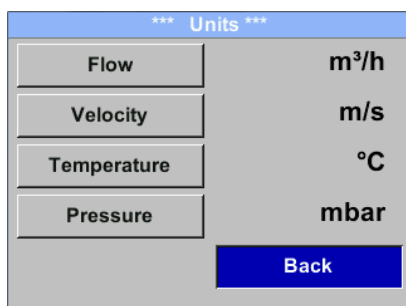 *** Units ***
Flow m³/h
Velocity m/s
Temperature °C
Pressure mbar
Back